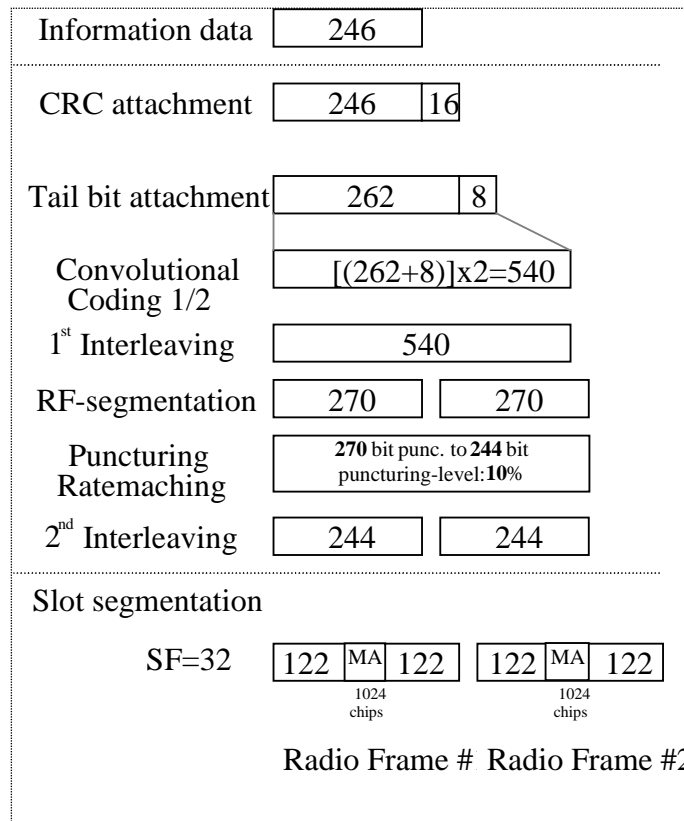 Information data 246
CRC attachment 246 16
Tail bit attachment 262 8
Convolutional [(262+8)]x2=540
Coding 1/2
1st Interleaving 540
RF-segmentation 270 270
Puncturing 270 bit punc. to 244 bit
Ratemaching puncturing-level:10%
2nd Interleaving 244 244
Slot segmentation
SF=32 122 MA 122 122 MA 122
1024 1024
chips chips
Radio Frame # Radio Frame #2